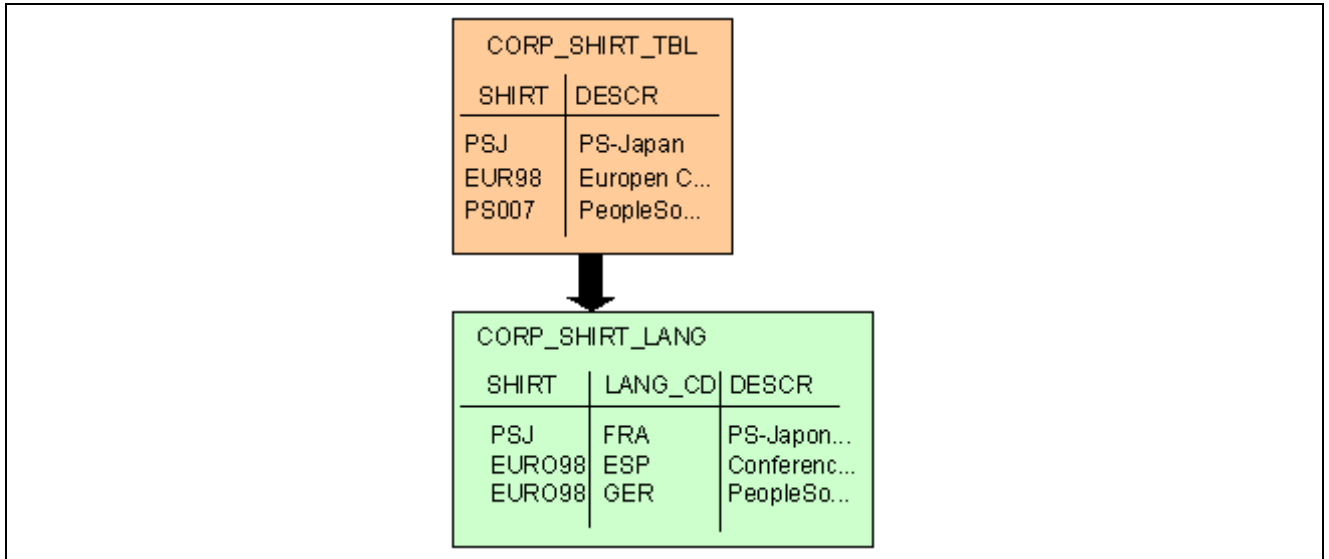 CORP_SHIRT_TBL
SHIRT DESCR
PSJ PS-Japan
EUR98 Europen C...
PS007 PeopleSo...
CORP_SHIRT_LANG
SHIRT LANG_CD DESCR
PSJ FRA PS-Japon...
EURO98 ESP Conferenc...
EURO98 GER PeopleSo...